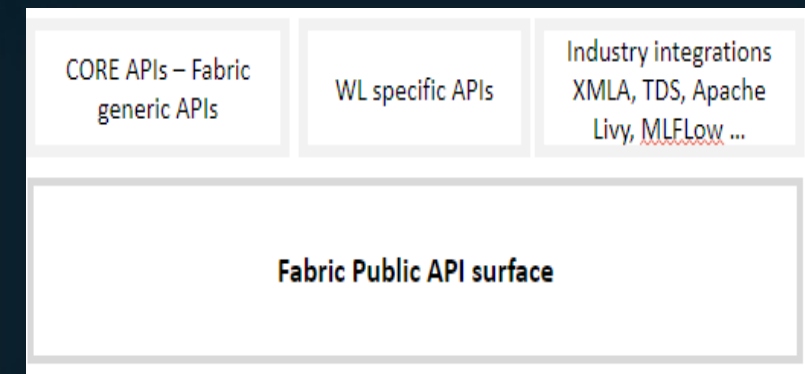 CORE APIs – Fabric
generic APIs
WL specific APIs
Industry integrations
XMLA, TDS, Apache
Livy, MLFLow ...
Fabric Public API surface